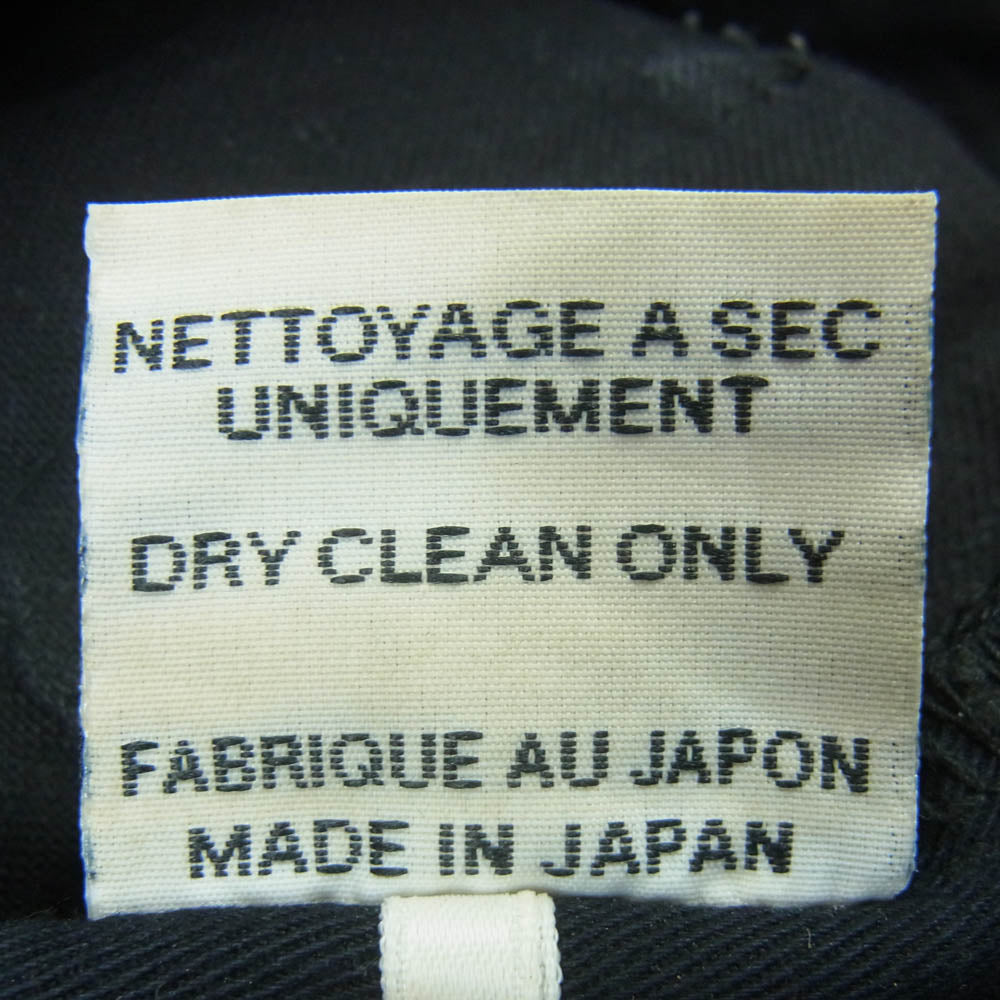 NETTOYAGE A SEC
UNIQUEMENT
DRY CLEAN ONLY
FABRIQUE AU JAPON
MADE IN JAPAN